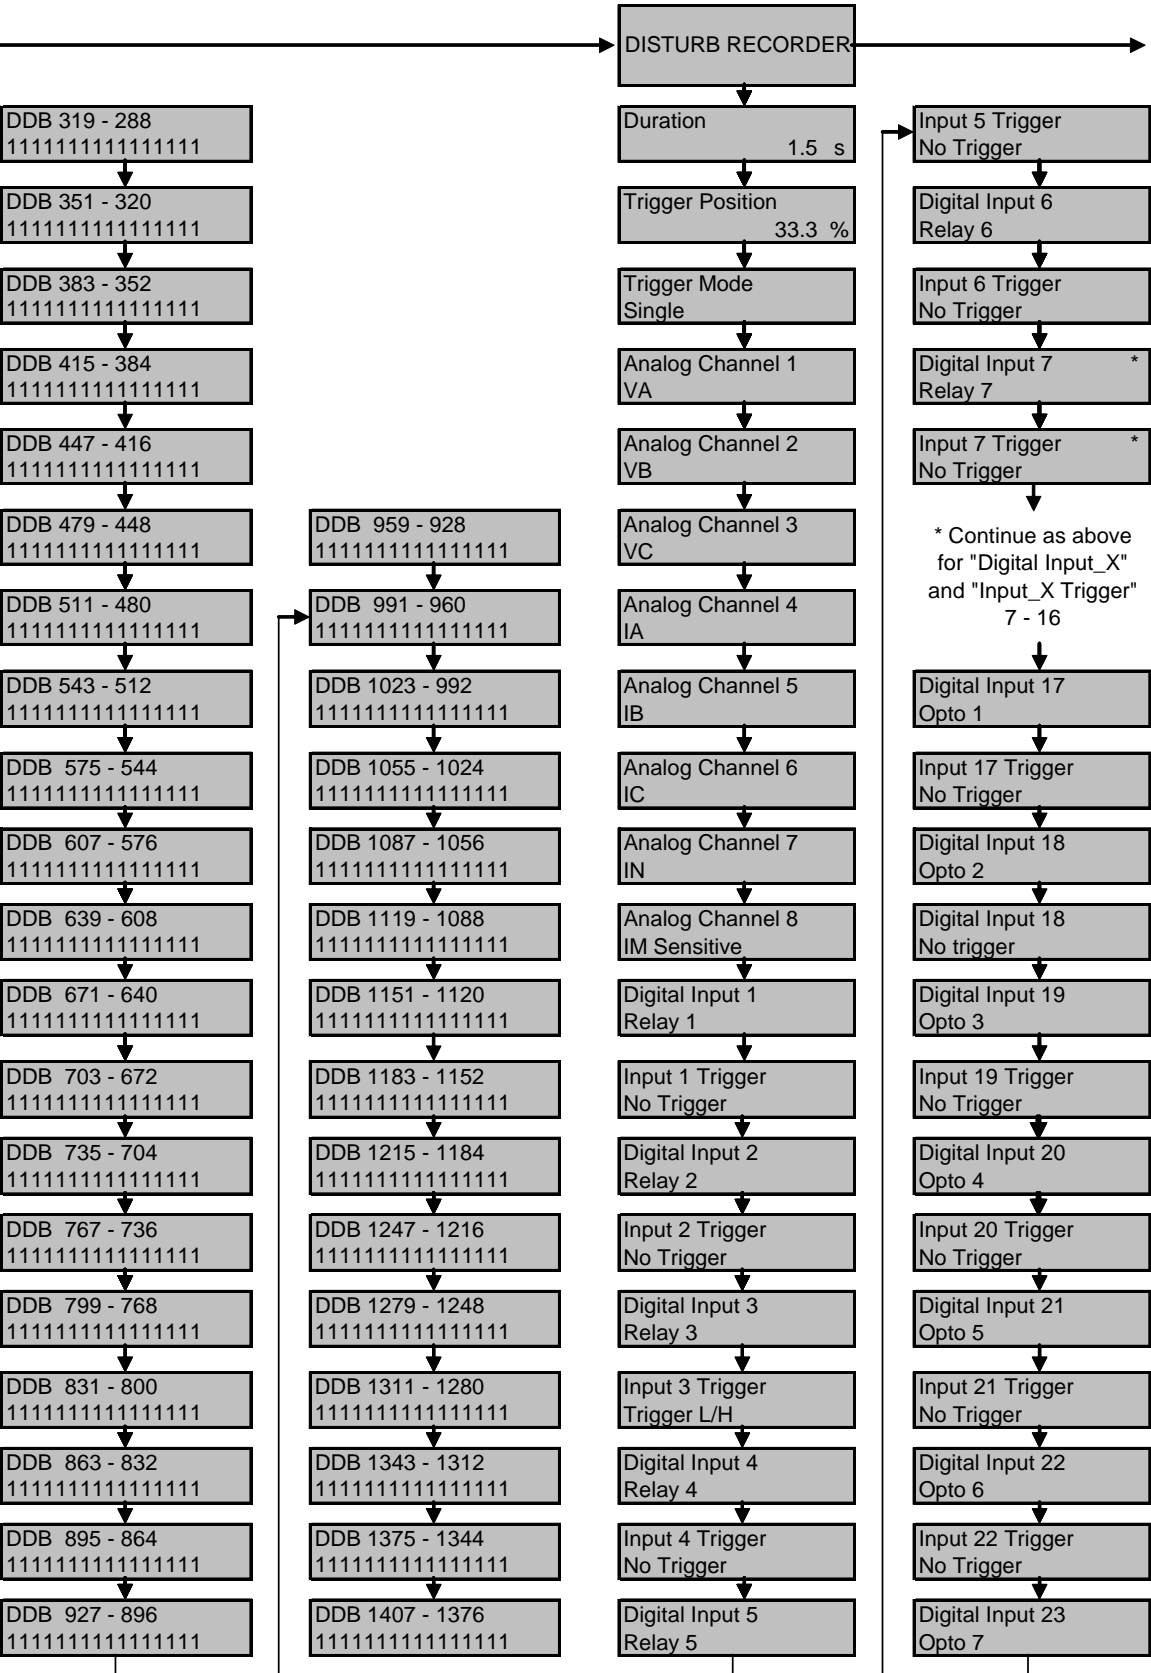 DISTURB RECORDER
DDB 319 - 288
1111111111111111
DDB 351 - 320
1111111111111111
DDB 383 - 352
1111111111111111
DDB 415 - 384
1111111111111111
DDB 447 - 416
1111111111111111
DDB 479 - 448
1111111111111111
DDB 511 - 480
1111111111111111
DDB 543 - 512
1111111111111111
DDB 575 - 544
1111111111111111
DDB 607 - 576
1111111111111111
DDB 639 - 608
1111111111111111
DDB 671 - 640
1111111111111111
DDB 703 - 672
1111111111111111
DDB 735 - 704
1111111111111111
DDB 767 - 736
1111111111111111
DDB 799 - 768
1111111111111111
DDB 831 - 800
1111111111111111
DDB 863 - 832
1111111111111111
DDB 895 - 864
1111111111111111
DDB 927 - 896
1111111111111111
DDB 959 - 928
1111111111111111
DDB 991 - 960
1111111111111111
DDB 1023 - 992
1111111111111111
DDB 1055 - 1024
1111111111111111
DDB 1087 - 1056
1111111111111111
DDB 1119 - 1088
1111111111111111
DDB 1151 - 1120
1111111111111111
DDB 1183 - 1152
1111111111111111
DDB 1215 - 1184
1111111111111111
DDB 1247 - 1216
1111111111111111
DDB 1279 - 1248
1111111111111111
DDB 1311 - 1280
1111111111111111
DDB 1343 - 1312
1111111111111111
DDB 1375 - 1344
1111111111111111
DDB 1407 - 1376
1111111111111111
Duration
1.5 s
Trigger Position
33.3 %
Trigger Mode
Single
Analog Channel 1
VA
Analog Channel 2
VB
Analog Channel 3
VC
Analog Channel 4
IA
Analog Channel 5
IB
Analog Channel 6
IC
Analog Channel 7
IN
Analog Channel 8
IM Sensitive
Digital Input 1
Relay 1
Input 1 Trigger
No Trigger
Digital Input 2
Relay 2
Input 2 Trigger
No Trigger
Digital Input 3
Relay 3
Input 3 Trigger
Trigger L/H
Digital Input 4
Relay 4
Input 4 Trigger
No Trigger
Digital Input 5
Relay 5
Input 5 Trigger
No Trigger
Digital Input 6
Relay 6
Input 6 Trigger
No Trigger
Digital Input 7 *
Relay 7
Input 7 Trigger *
No Trigger
* Continue as above
for "Digital Input_X"
and "Input_X Trigger"
7 - 16
Digital Input 17
Opto 1
Input 17 Trigger
No Trigger
Digital Input 18
Opto 2
Digital Input 18
No trigger
Digital Input 19
Opto 3
Input 19 Trigger
No Trigger
Digital Input 20
Opto 4
Input 20 Trigger
No Trigger
Digital Input 21
Opto 5
Input 21 Trigger
No Trigger
Digital Input 22
Opto 6
Input 22 Trigger
No Trigger
Digital Input 23
Opto 7